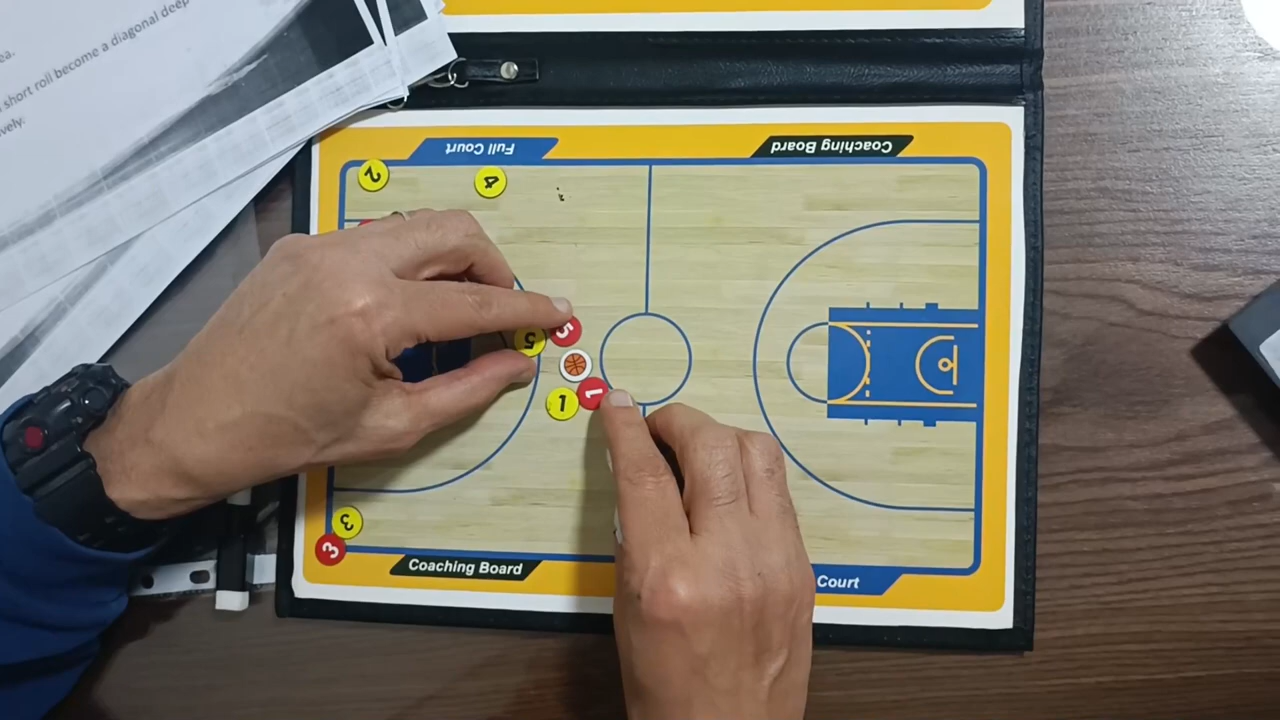 ea.
short roll become a diagonal deep
vely.
Full Court
Coaching Board
2
4
5
5
1
1
3
3
Coaching Board
Court